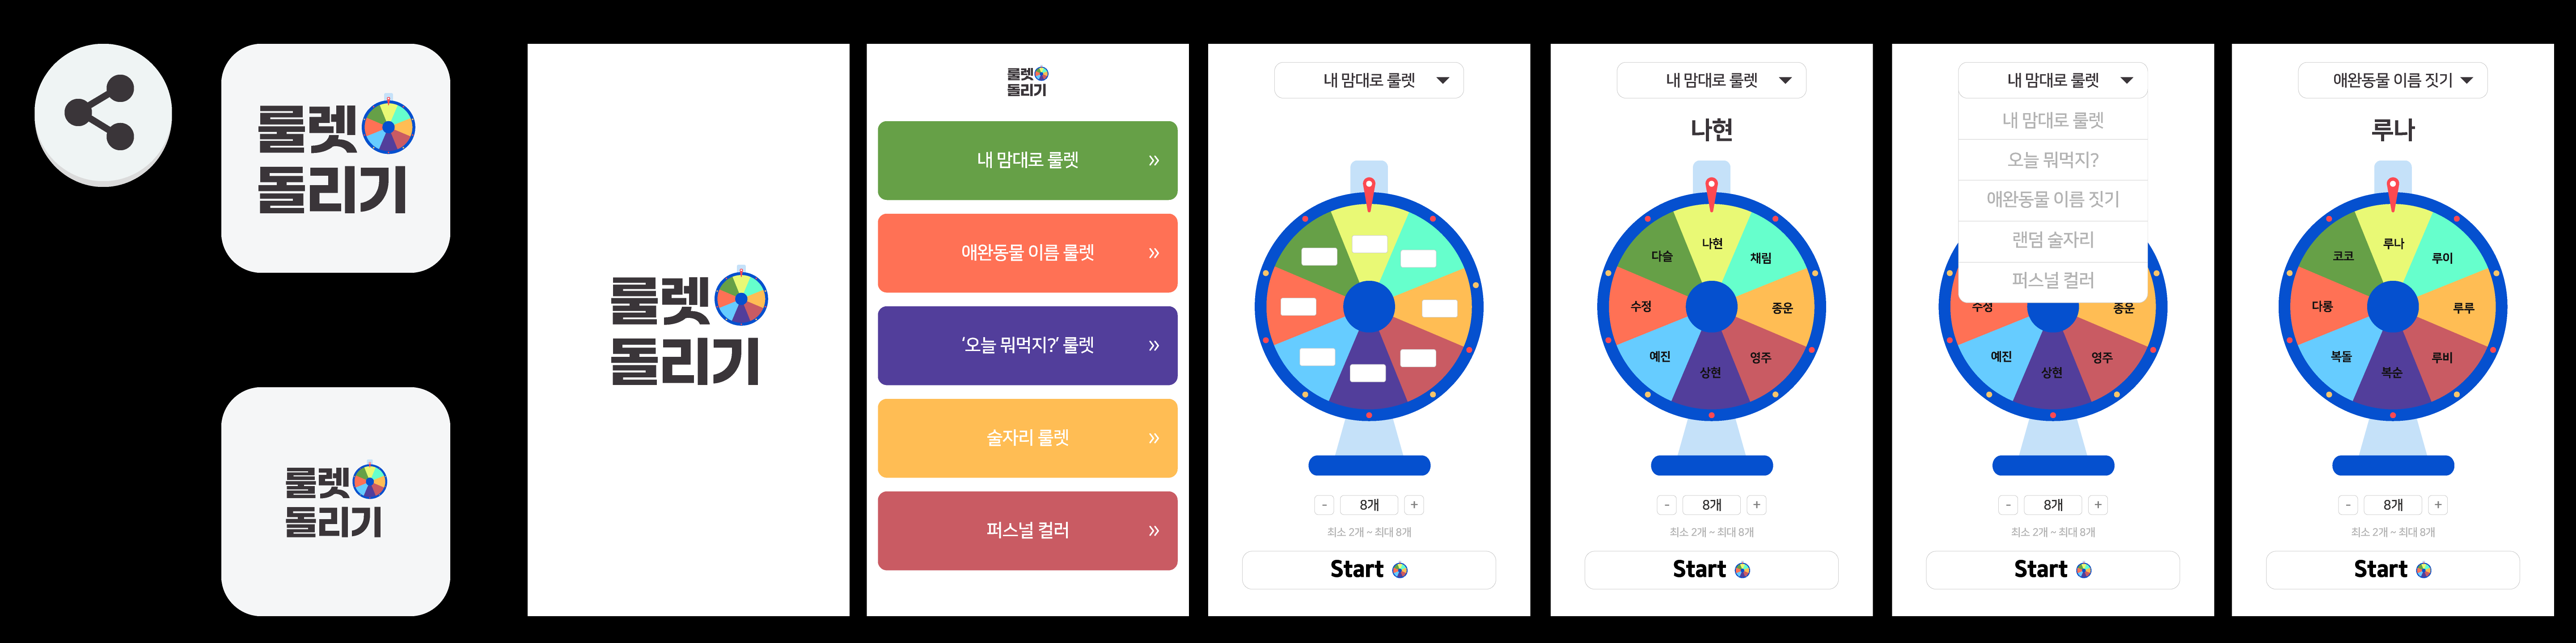 룰렛
돌리기
룰렛
돌리기
룰렛
돌리기
룰렛
돌리기
내 맘대로 룰렛 »
애완동물 이름 룰렛 »
‘오늘 뭐먹지?’ 룰렛 »
술자리 룰렛 »
퍼스널 컬러 »
내 맘대로 룰렛
- 8개 +
최소 2개 ~ 최대 8개
Start
내 맘대로 룰렛
나현
나현
다슬
채림
수정
종운
예진
영주
상현
- 8개 +
최소 2개 ~ 최대 8개
Start
내 맘대로 룰렛
내 맘대로 룰렛
오늘 뭐먹지?
애완동물 이름 짓기
랜덤 술자리
퍼스널 컬러
수정
종운
예진
영주
상현
- 8개 +
최소 2개 ~ 최대 8개
Start
애완동물 이름 짓기
루나
루나
코코
루이
다롱
루루
복돌
루비
복순
- 8개 +
최소 2개 ~ 최대 8개
Start